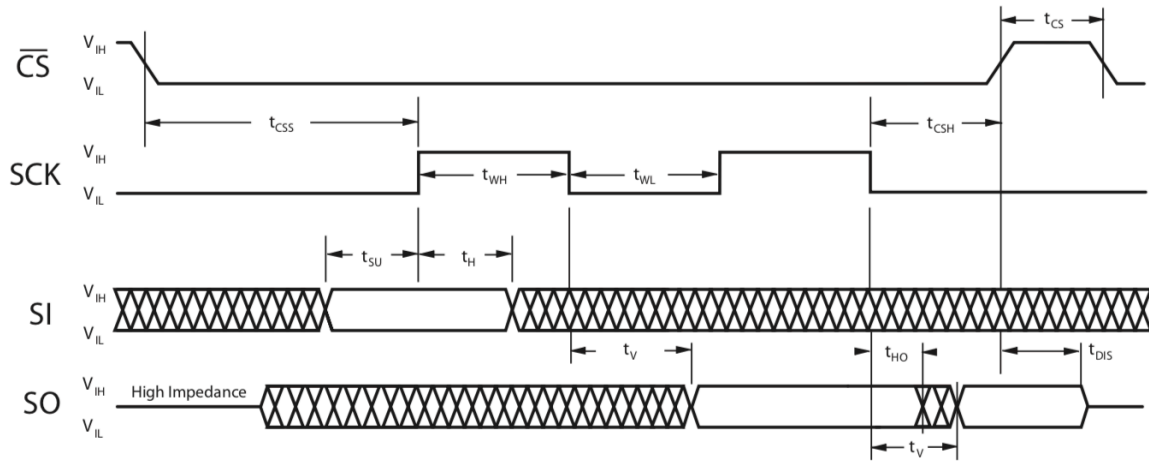 t_CS
V_IH
C̅S̅
V_IL
t_CSS
t_CSH
V_IH
SCK
t_WH
t_WL
V_IL
t_SU
t_H
V_IH
SI
V_IL
t_V
t_HO
t_DIS
V_IH
High Impedance
SO
V_IL
t_V